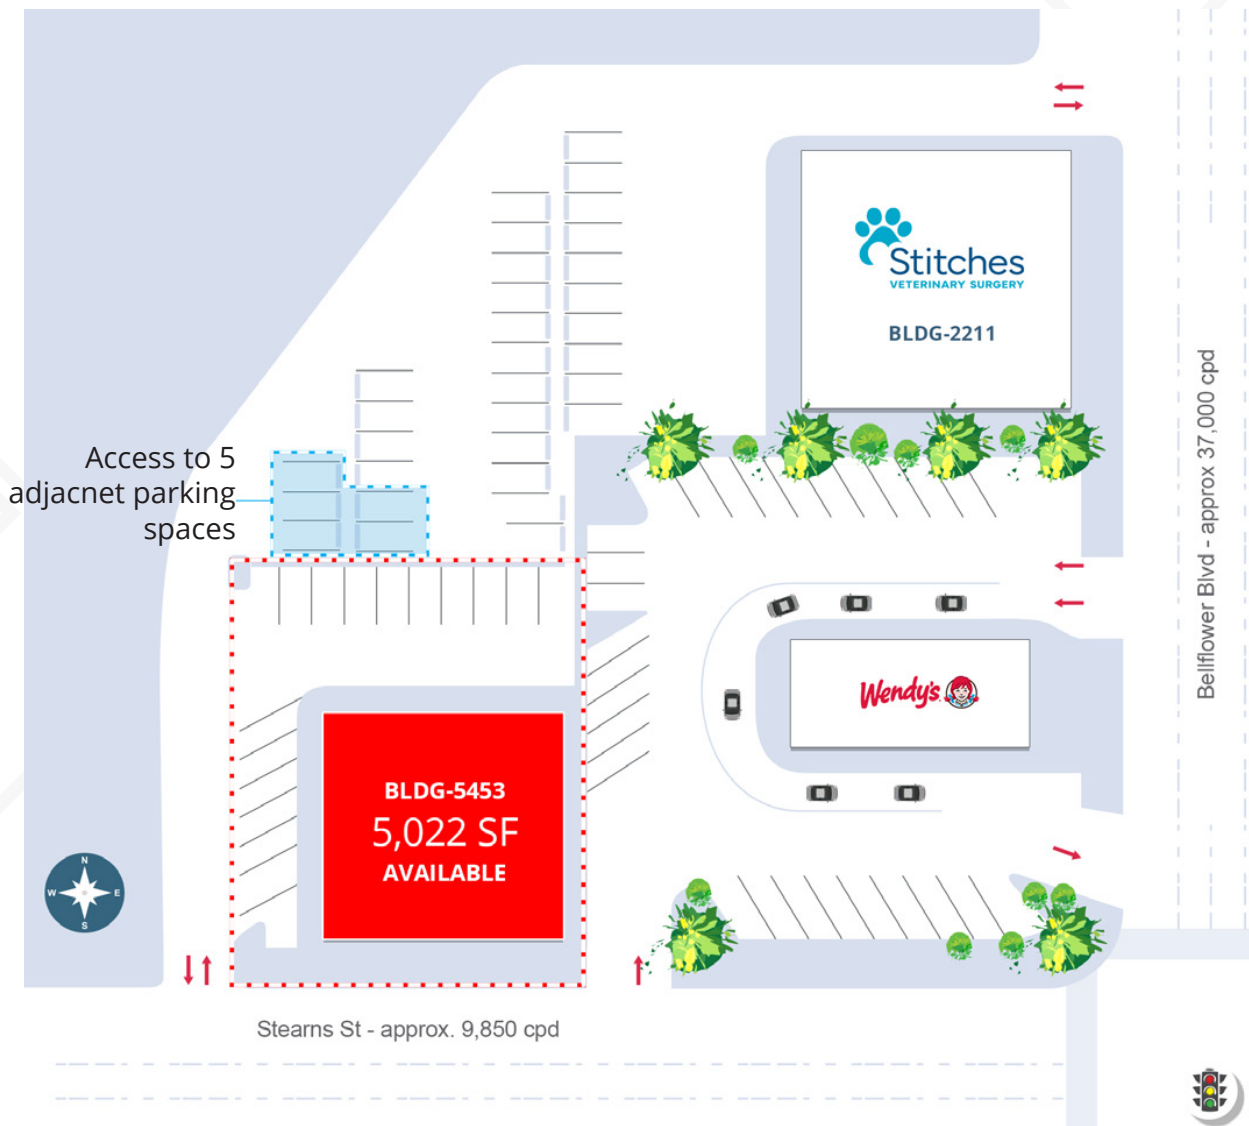 Stitches
VETERINARY SURGERY
BLDG-2211
Bellflower Blvd - approx 37,000 cpd
Access to 5
adjacnet parking
spaces
Wendy's
BLDG-5453
5,022 SF
AVAILABLE
N
W E
S
Stearns St - approx. 9,850 cpd